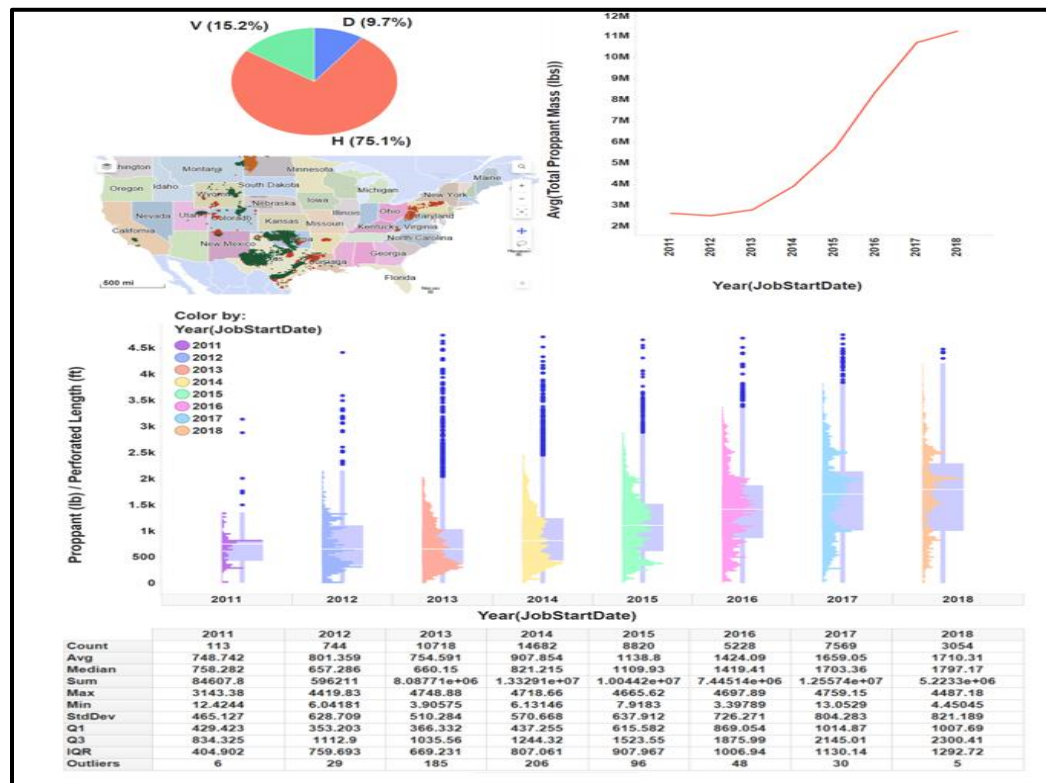 V (15.2%)
D (9.7%)
H (75.1%)
Montana
Minnesota
Maine
Oregon
Idaho
South Dakota
Michigan
New York
Nebraska
Iowa
Nevada
Utah
Colorado
Illinois
Ohio
Maryland
California
Kansas
Missouri
Kentucky
Virginia
North Carolina
New Mexico
Georgia
Florida
500 mi
12M
11M
9M
8M
7M
6M
5M
4M
3M
2M
Avg(Total Proppant Mass (lbs))
2011
2012
2013
2014
2015
2016
2017
2018
Year(JobStartDate)
Color by:
Year(JobStartDate)
2011
2012
2013
2014
2015
2016
2017
2018
Proppant (lb) / Perforated Length (ft)
4.5k
4k
3.5k
3k
2.5k
2k
1.5k
1k
500
0
2011 2012 2013 2014 2015 2016 2017 2018
Year(JobStartDate)
2011 2012 2013 2014 2015 2016 2017 2018
Count 113 744 10718 14682 8820 5228 7569 3054
Avg 748.742 801.359 754.591 907.854 1138.8 1424.09 1659.05 1710.31
Median 758.282 657.286 660.15 821.215 1109.93 1419.41 1703.36 1797.17
Sum 84607.8 596211 8.08771e+06 1.33291e+07 1.00442e+07 7.44514e+06 1.25574e+07 5.2233e+06
Max 3143.38 4419.83 4748.88 4718.66 4665.62 4697.89 4759.15 4487.18
Min 12.4244 6.04181 3.90575 6.13146 7.9183 3.39789 13.0529 4.45045
StdDev 465.127 628.709 510.284 570.668 637.912 726.271 804.283 821.189
Q1 429.423 353.203 366.332 437.255 615.582 869.054 1014.87 1007.69
Q3 834.325 1112.9 1035.56 1244.32 1523.55 1875.99 2145.01 2300.41
IQR 404.902 759.693 669.231 807.061 907.967 1006.94 1130.14 1292.72
Outliers 6 29 185 206 96 48 30 5